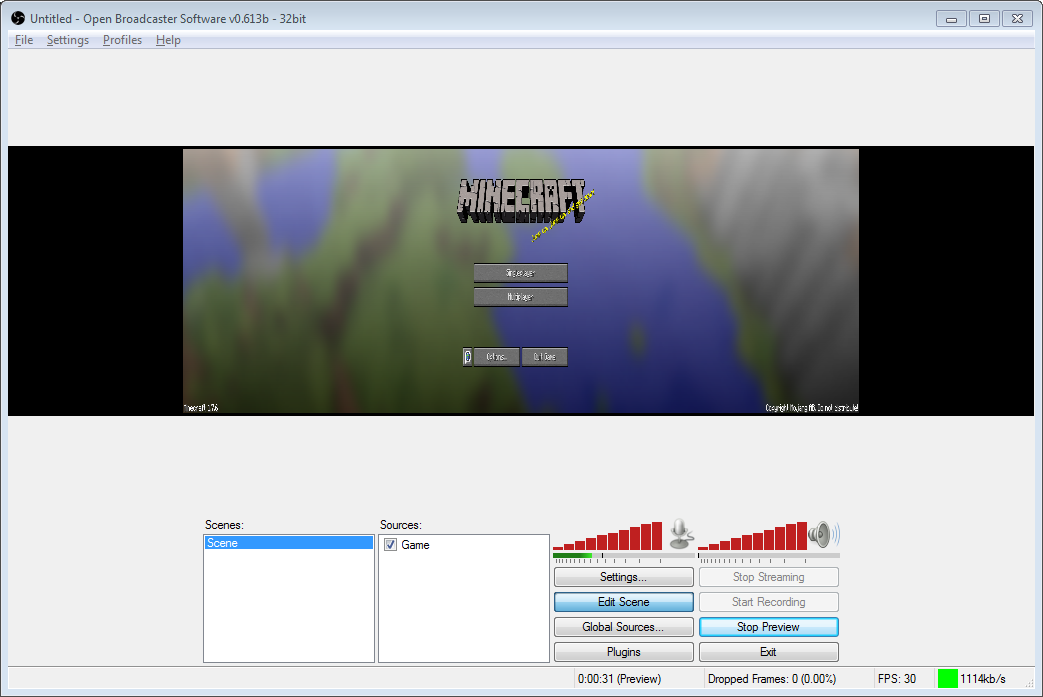 Untitled - Open Broadcaster Software v0.613b - 32bit
File Settings Profiles Help
MINECRAFT
Singleplayer
Multiplayer
Options... Quit Game
Minecraft 1.7.6 Copyright Mojang AB. Do not distribute!
Scenes: Sources:
Scene
Game
Settings... Stop Streaming
Edit Scene Start Recording
Global Sources... Stop Preview
Plugins Exit
0:00:31 (Preview) Dropped Frames: 0 (0.00%) FPS: 30 1114kb/s